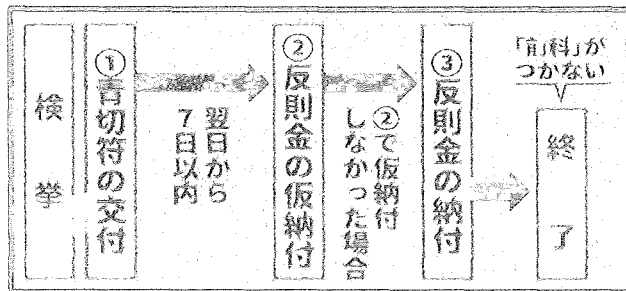 検挙
①青切符の交付
翌日から
7日以内
②反則金の仮納付
②で仮納付
しなかった場合
③反則金の納付
「前科」が
つかない
終了